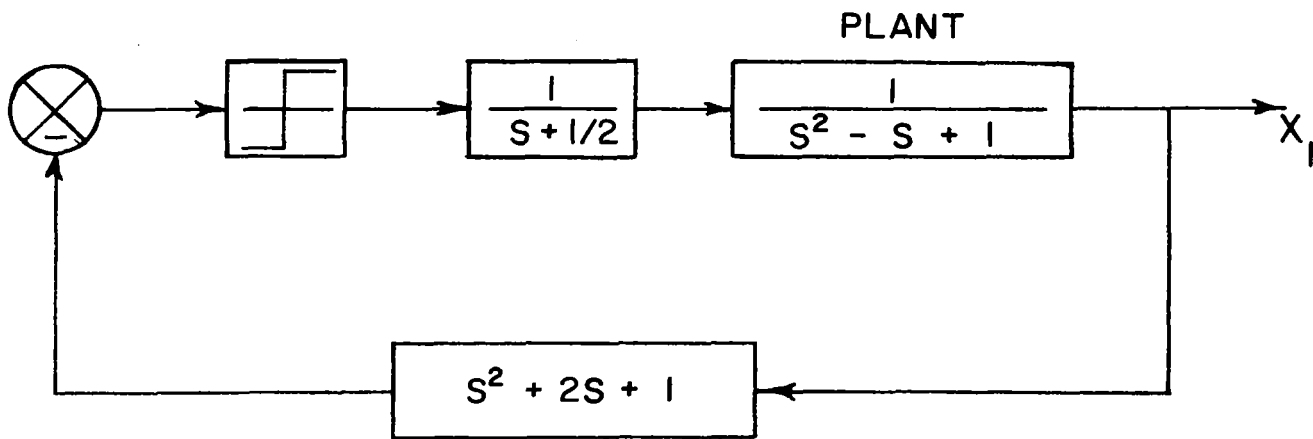 PLANT
1
S + 1/2
1
S² - S + 1
X₁
-
S² + 2S + 1